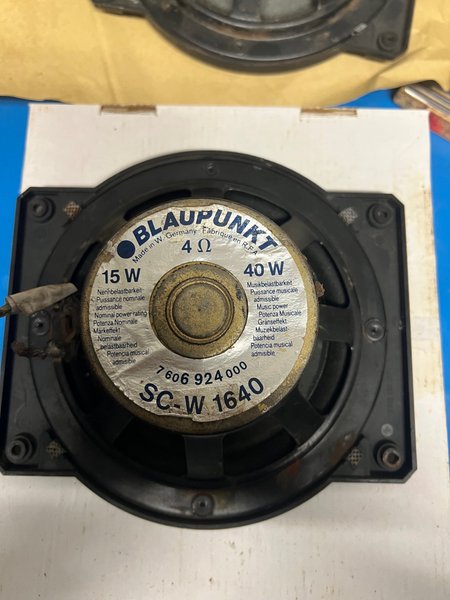 BLAUPUNKT
Made in W.-Germany Fabriqué en R.F.A.
4 Ω
15 W
Nennbelastbarkeit
Puissance nominale
admissible
Nominal power rating
Potenza Nominale
Märkeffekt
Nominale
belastbaarheid
Potencia nominal
admisible
40 W
Musikbelastbarkeit
Puissance musicale
admissible
Music power
Potenza Musicale
Gränseffekt
Muziekbelast
baarheid
Potencia musical
admisible
7 606 924 000
SC-W 1640